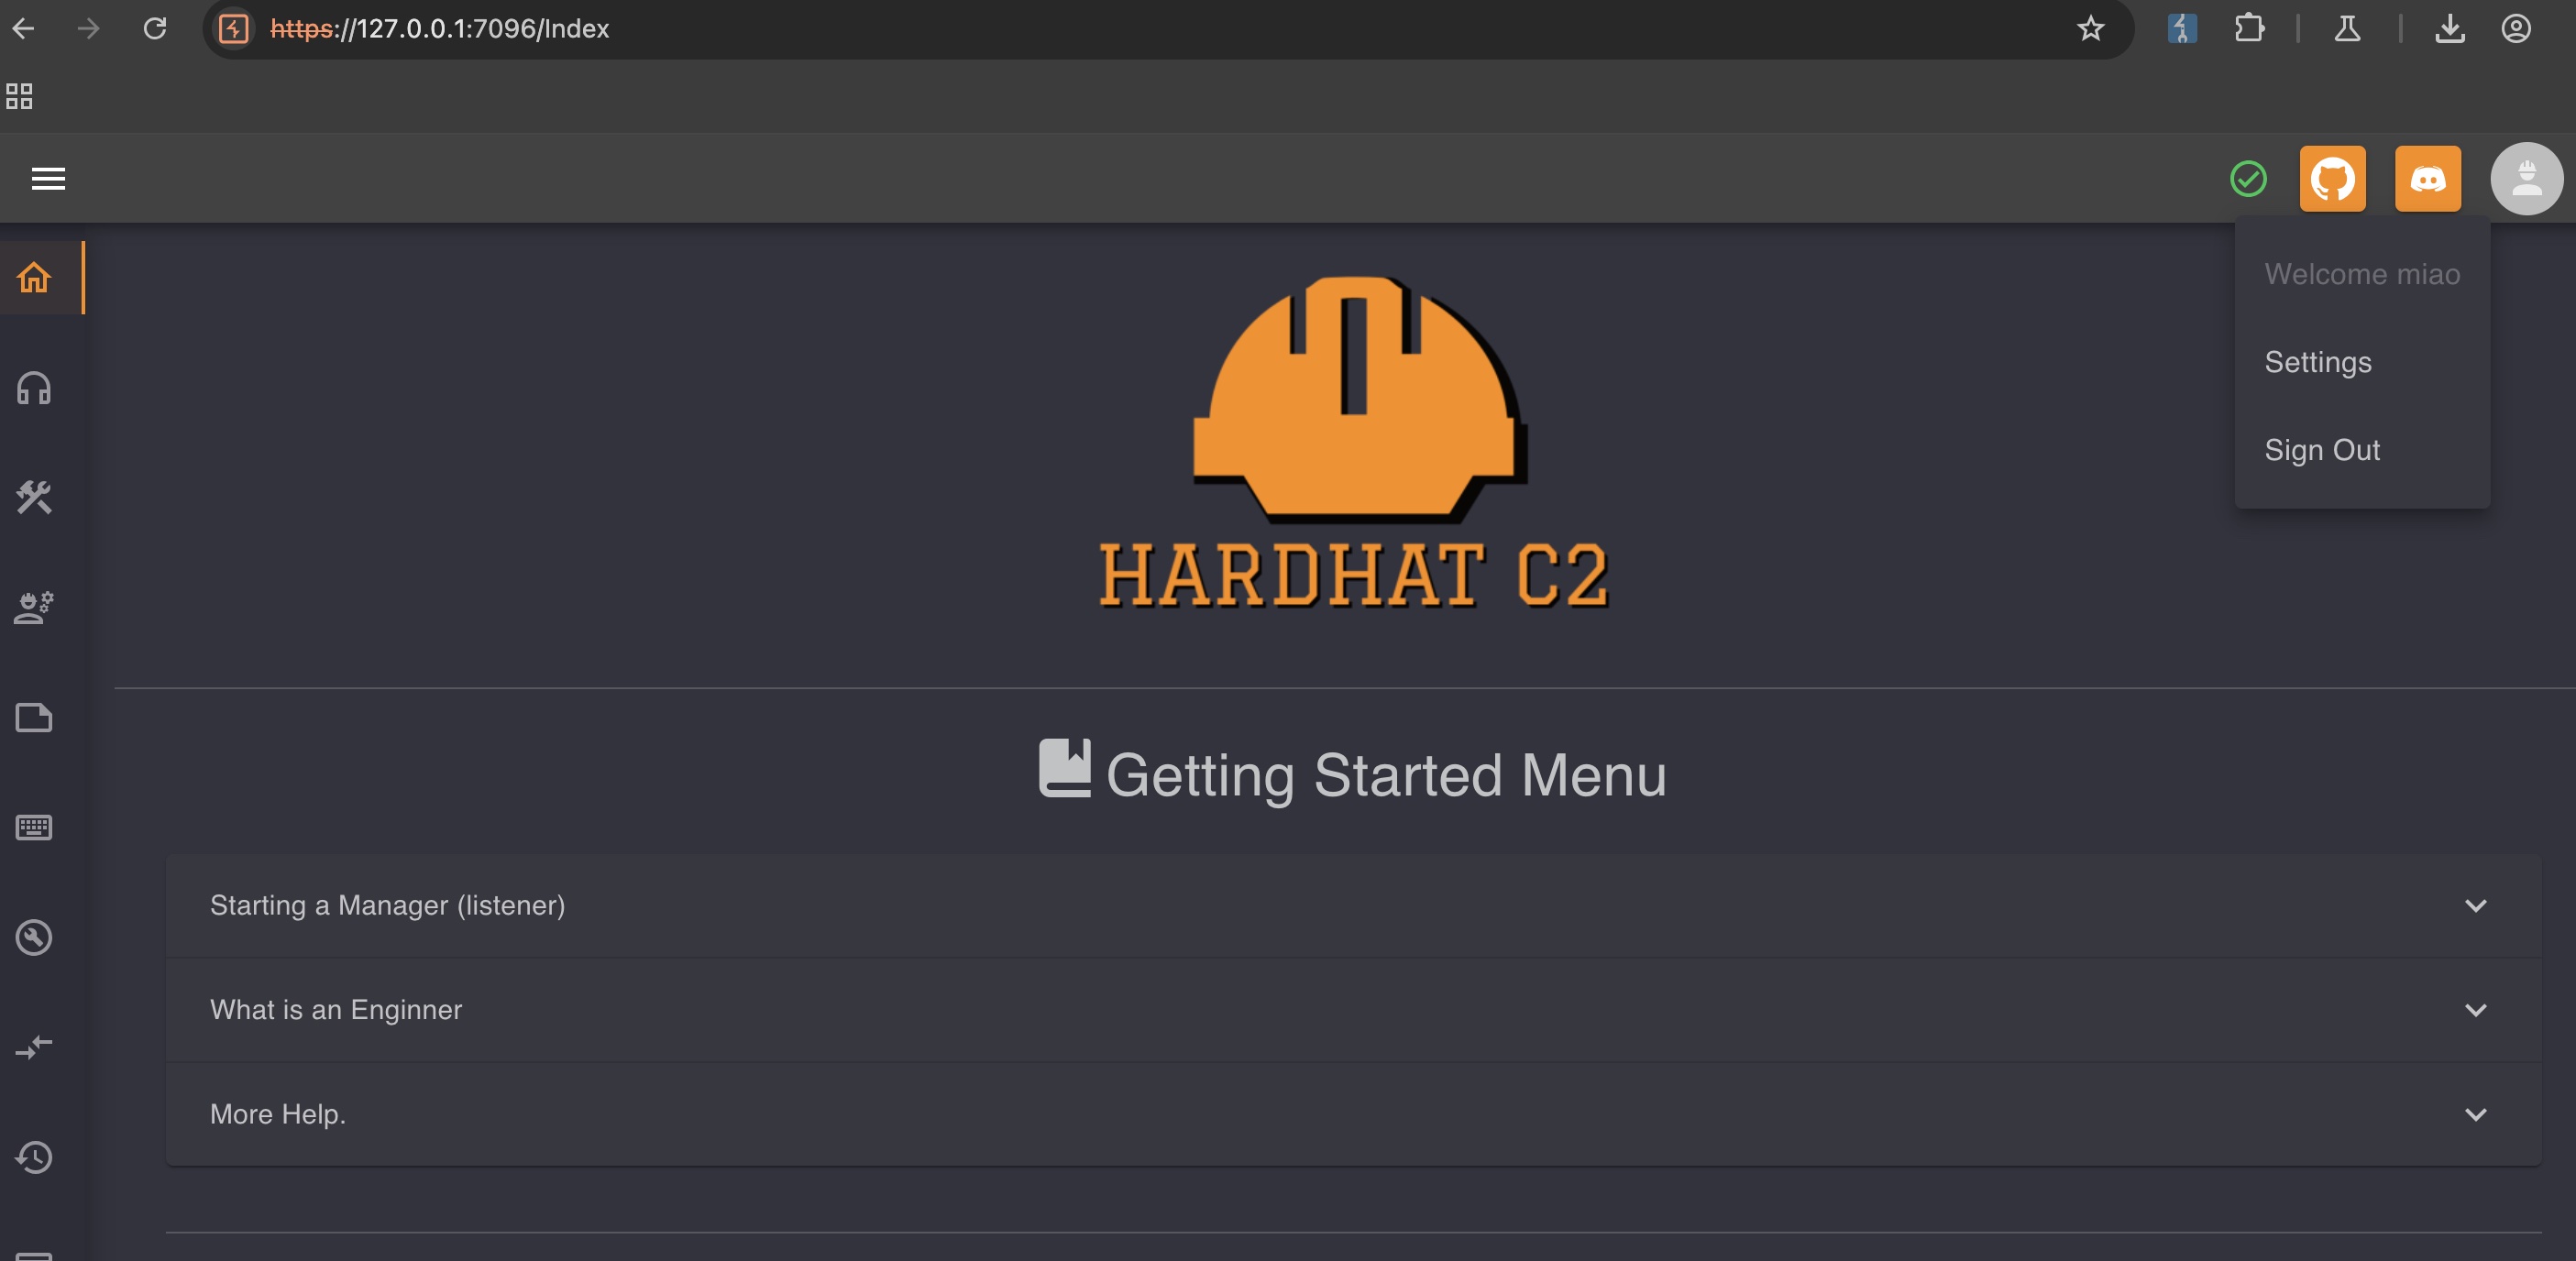 https://127.0.0.1:7096/Index
Welcome miao
Settings
Sign Out
HARDHAT C2
Getting Started Menu
Starting a Manager (listener)
What is an Enginner
More Help.